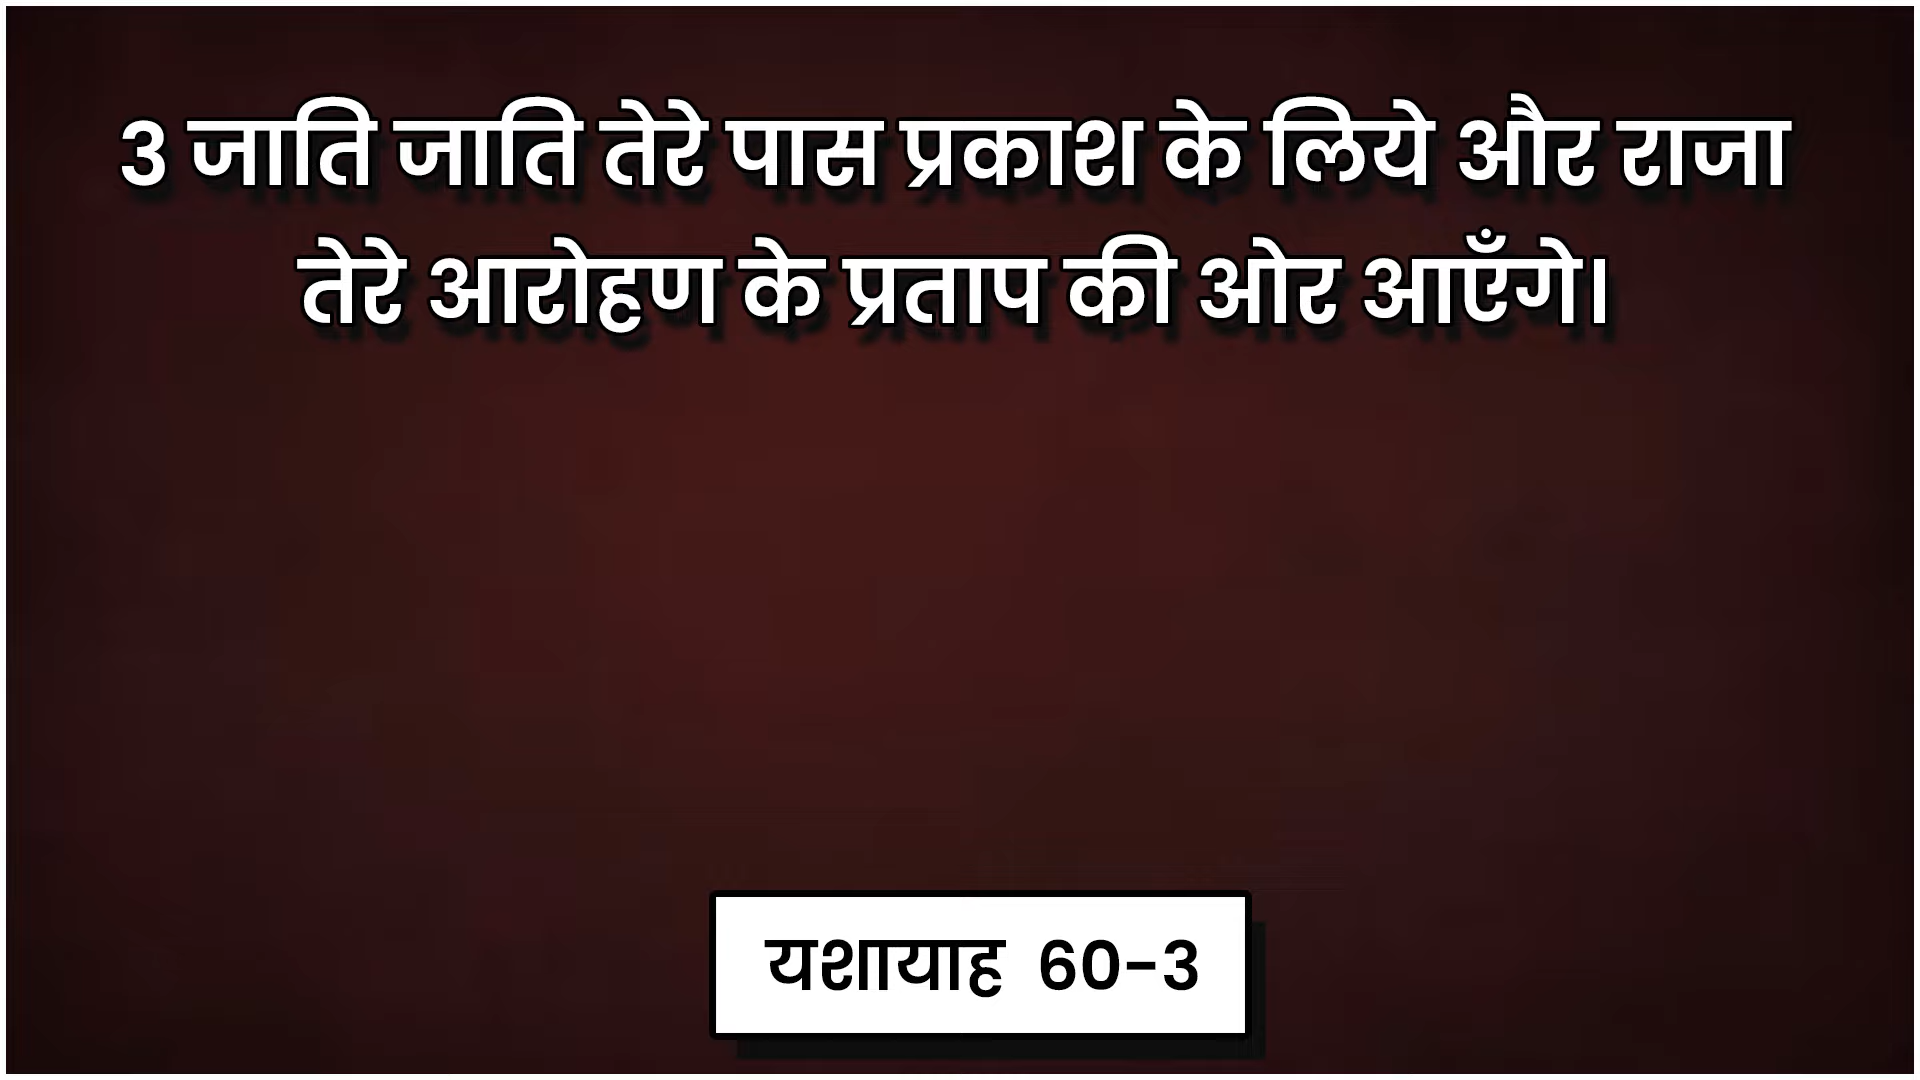 3 जाति जाति तेरे पास प्रकाश के लिये और राजा
तेरे आरोहण के प्रताप की ओर आएँगे।
यशायाह 60-3